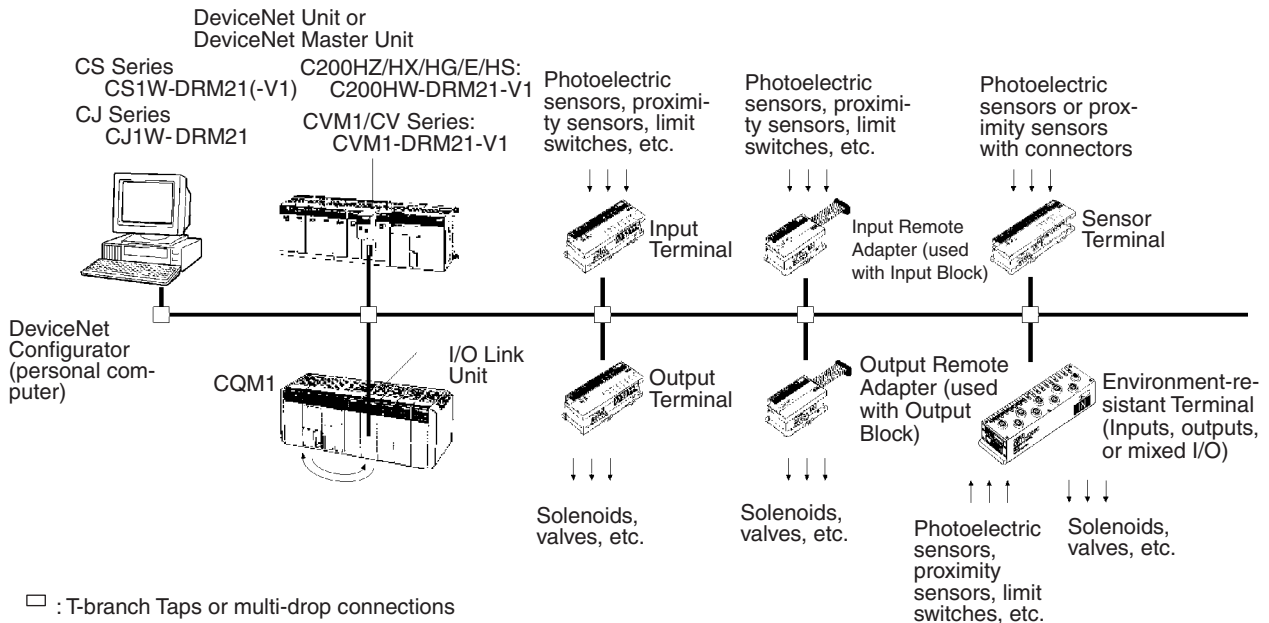 DeviceNet Unit or
DeviceNet Master Unit
CS Series
CS1W-DRM21(-V1)
CJ Series
CJ1W-DRM21
C200HZ/HX/HG/E/HS:
C200HW-DRM21-V1
CVM1/CV Series:
CVM1-DRM21-V1
Photoelectric
sensors, proximi-
ty sensors, limit
switches, etc.
Photoelectric
sensors, proximi-
ty sensors, limit
switches, etc.
Photoelectric
sensors or prox-
imity sensors
with connectors
Input
Terminal
Input Remote
Adapter (used
with Input Block)
Sensor
Terminal
DeviceNet
Configurator
(personal com-
puter)
CQM1
I/O Link
Unit
Output
Terminal
Output Remote
Adapter (used
with Output
Block)
Environment-re-
sistant Terminal
(Inputs, outputs,
or mixed I/O)
Solenoids,
valves, etc.
Solenoids,
valves, etc.
Photoelectric
sensors,
proximity
sensors, limit
switches, etc.
Solenoids,
valves, etc.
: T-branch Taps or multi-drop connections